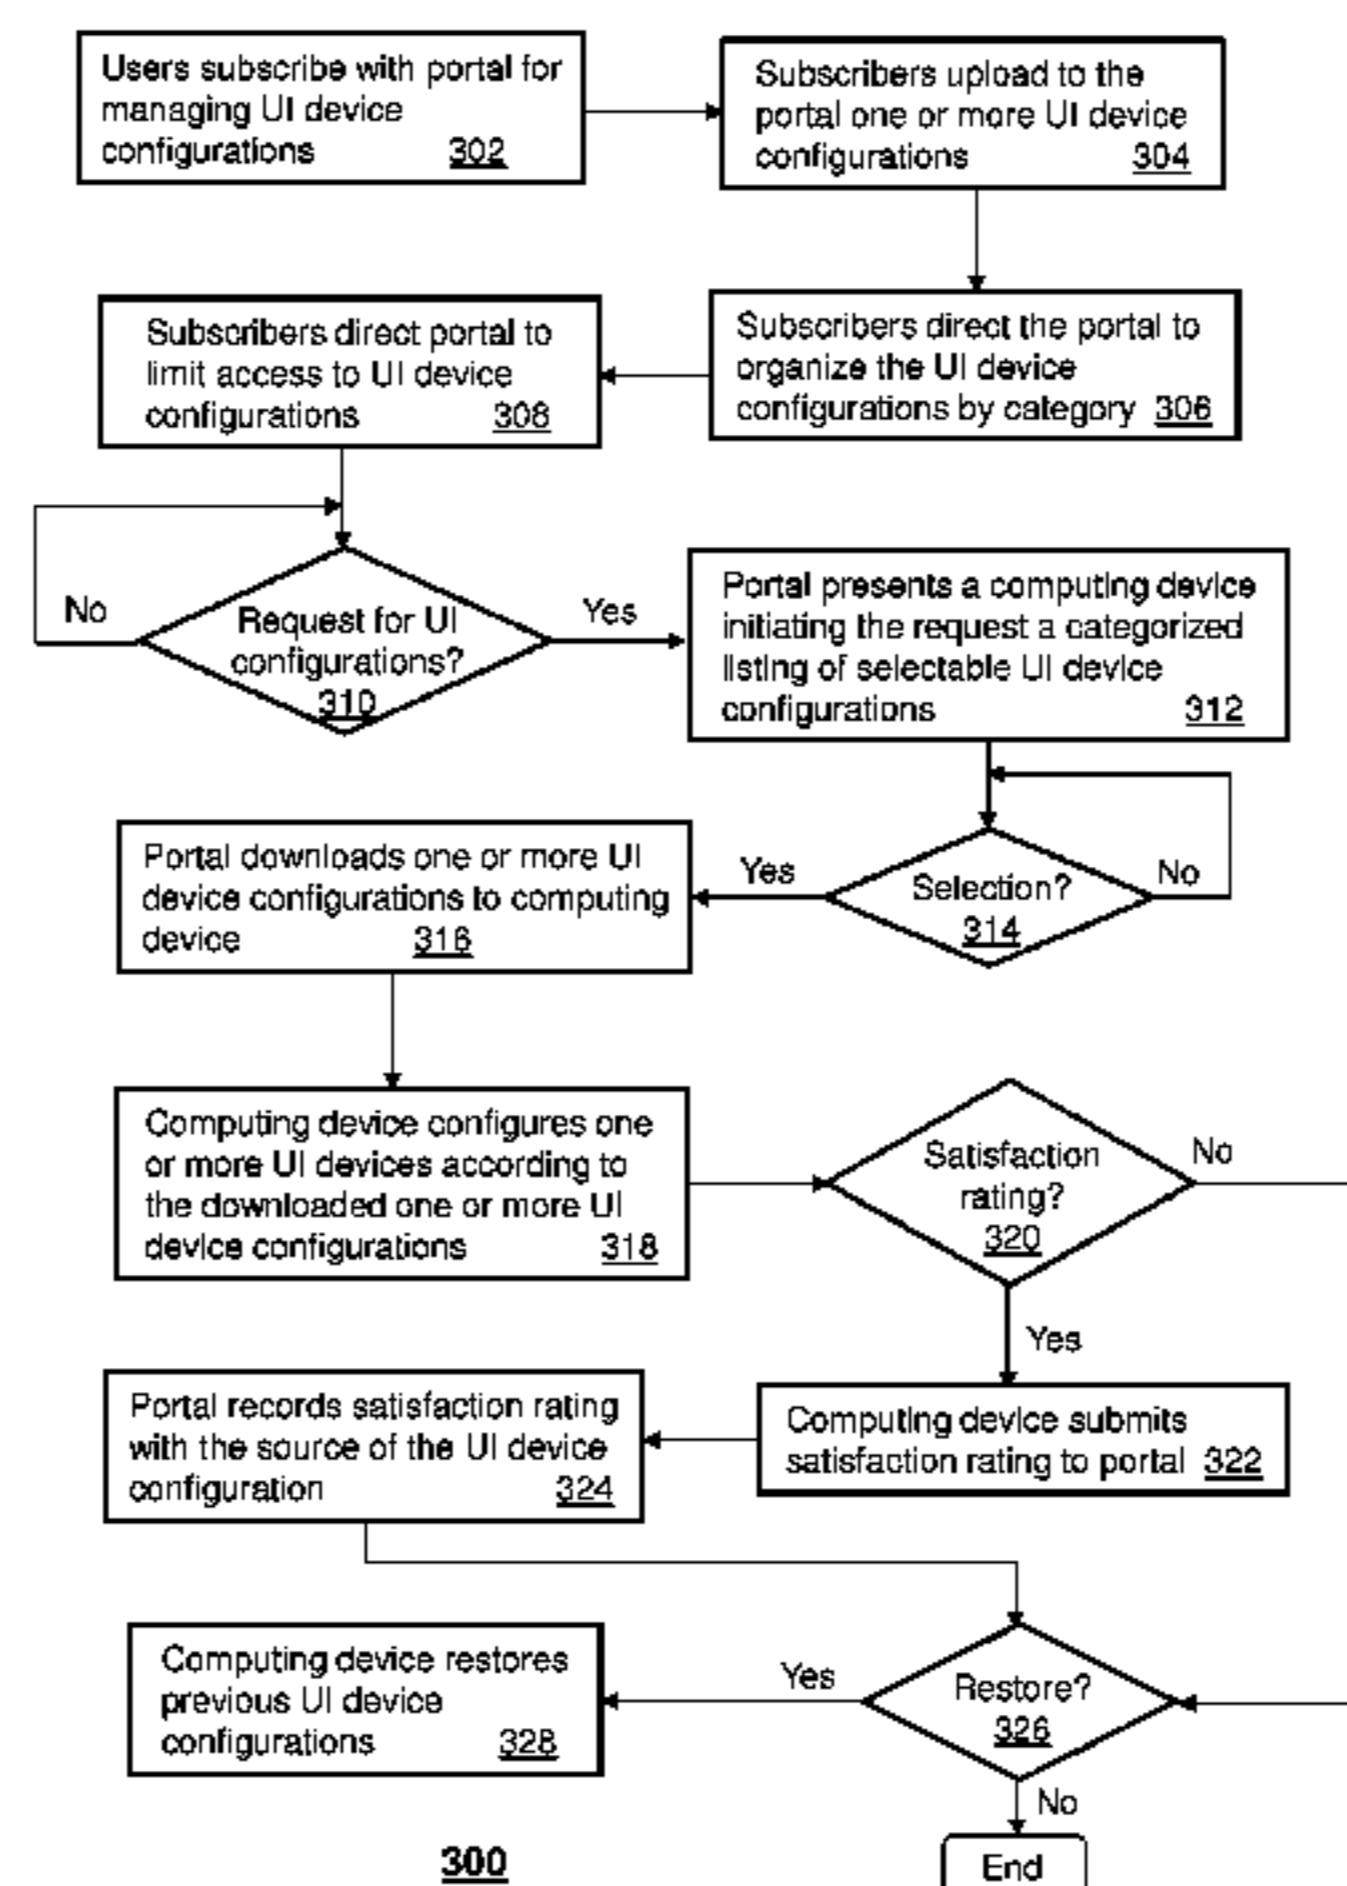 Users subscribe with portal for
managing UI device
configurations 302
Subscribers upload to the
portal one or more UI device
configurations 304
Subscribers direct portal to
limit access to UI device
configurations 308
Subscribers direct the portal to
organize the UI device
configurations by category 306
No
Request for UI
configurations?
310
Yes
Portal presents a computing device
initiating the request a categorized
listing of selectable UI device
configurations 312
Portal downloads one or more UI
device configurations to computing
device 316
Yes
Selection?
314
No
Computing device configures one
or more UI devices according to
the downloaded one or more UI
device configurations 318
Satisfaction
rating?
320
No
Yes
Portal records satisfaction rating
with the source of the UI device
configuration 324
Computing device submits
satisfaction rating to portal 322
Computing device restores
previous UI device
configurations 328
Yes
Restore?
326
No
300
End